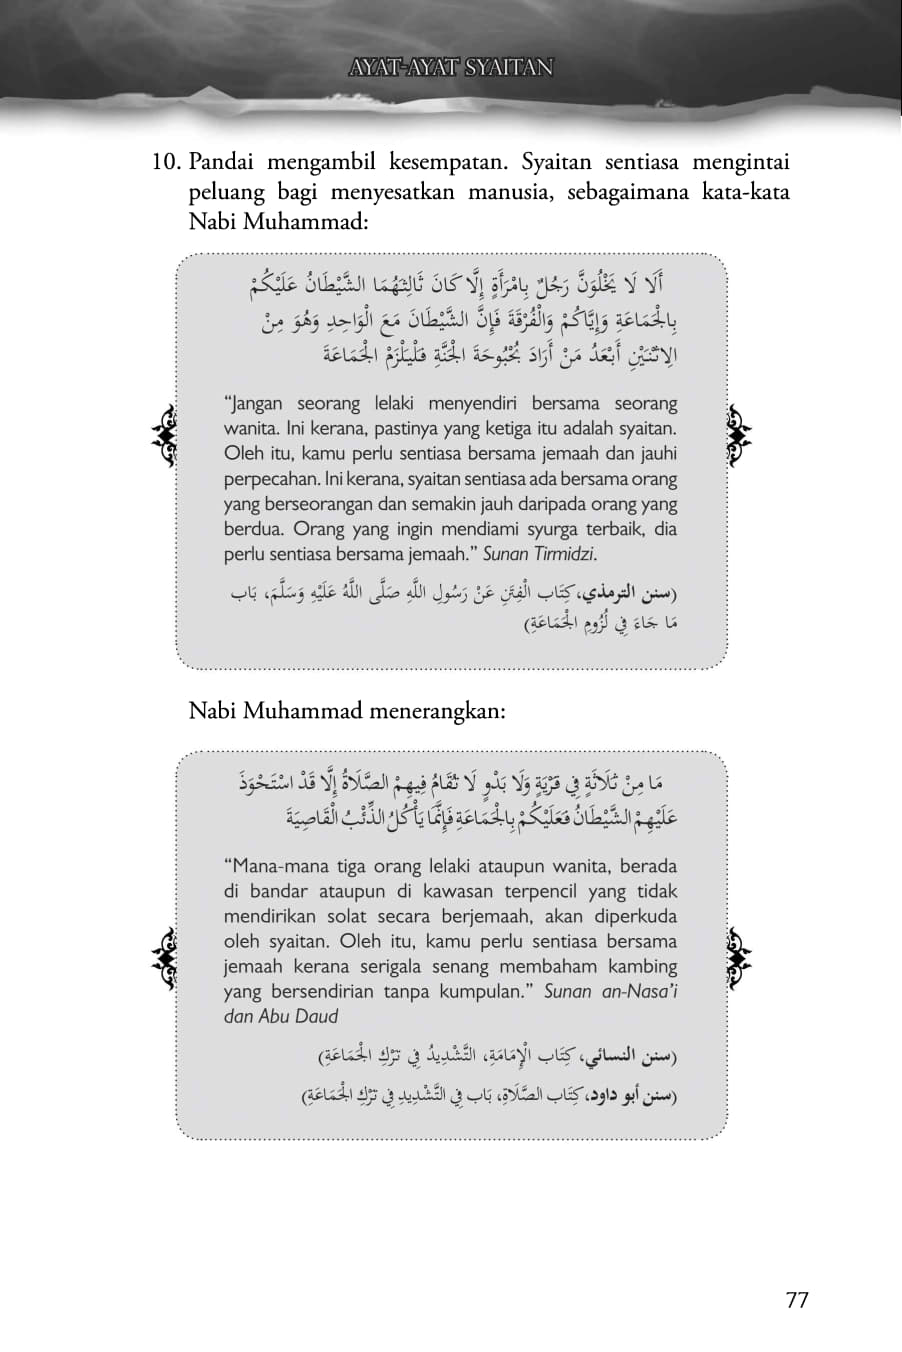 AYAT-AYAT SYAITAN
10. Pandai mengambil kesempatan. Syaitan sentiasa mengintai
peluang bagi menyesatkan manusia, sebagaimana kata-kata
Nabi Muhammad:
أَلَا لَا يَخْلُوَنَّ رَجُلٌ بِامْرَأَةٍ إِلَّا كَانَ ثَالِثَهُمَا الشَّيْطَانُ عَلَيْكُمْ
بِالْجَمَاعَةِ وَإِيَّاكُمْ وَالْفُرْقَةَ فَإِنَّ الشَّيْطَانَ مَعَ الْوَاحِدِ وَهُوَ مِنْ
الِاثْنَيْنِ أَبْعَدُ مَنْ أَرَادَ بُحْبُوحَةَ الْجَنَّةِ فَلْيَلْزَمْ الْجَمَاعَةَ
“Jangan seorang lelaki menyendiri bersama seorang
wanita. Ini kerana, pastinya yang ketiga itu adalah syaitan.
Oleh itu, kamu perlu sentiasa bersama jemaah dan jauhi
perpecahan. Ini kerana, syaitan sentiasa ada bersama orang
yang berseorangan dan semakin jauh daripada orang yang
berdua. Orang yang ingin mendiami syurga terbaik, dia
perlu sentiasa bersama jemaah.” Sunan Tirmidzi.
(سنن الترمذي، كِتَاب الْفِتَنِ عَنْ رَسُولِ اللَّهِ صَلَّى اللَّهُ عَلَيْهِ وَسَلَّمَ، بَاب
مَا جَاءَ فِي لُزُومِ الْجَمَاعَةِ)
Nabi Muhammad menerangkan:
مَا مِنْ ثَلَاثَةٍ فِي قَرْيَةٍ وَلَا بَدْوٍ لَا تُقَامُ فِيهِمْ الصَّلَاةُ إِلَّا قَدْ اسْتَحْوَذَ
عَلَيْهِمْ الشَّيْطَانُ فَعَلَيْكُمْ بِالْجَمَاعَةِ فَإِنَّمَا يَأْكُلُ الذِّئْبُ الْقَاصِيَةَ
“Mana-mana tiga orang lelaki ataupun wanita, berada
di bandar ataupun di kawasan terpencil yang tidak
mendirikan solat secara berjemaah, akan diperkuda
oleh syaitan. Oleh itu, kamu perlu sentiasa bersama
jemaah kerana serigala senang membaham kambing
yang bersendirian tanpa kumpulan.” Sunan an-Nasa’i
dan Abu Daud
(سنن النسائي، كِتَاب الْإِمَامَةِ، التَّشْدِيدُ فِي تَرْكِ الْجَمَاعَةِ)
(سنن أبو داود، كِتَاب الصَّلَاةِ، بَاب فِي التَّشْدِيدِ فِي تَرْكِ الْجَمَاعَةِ)
77